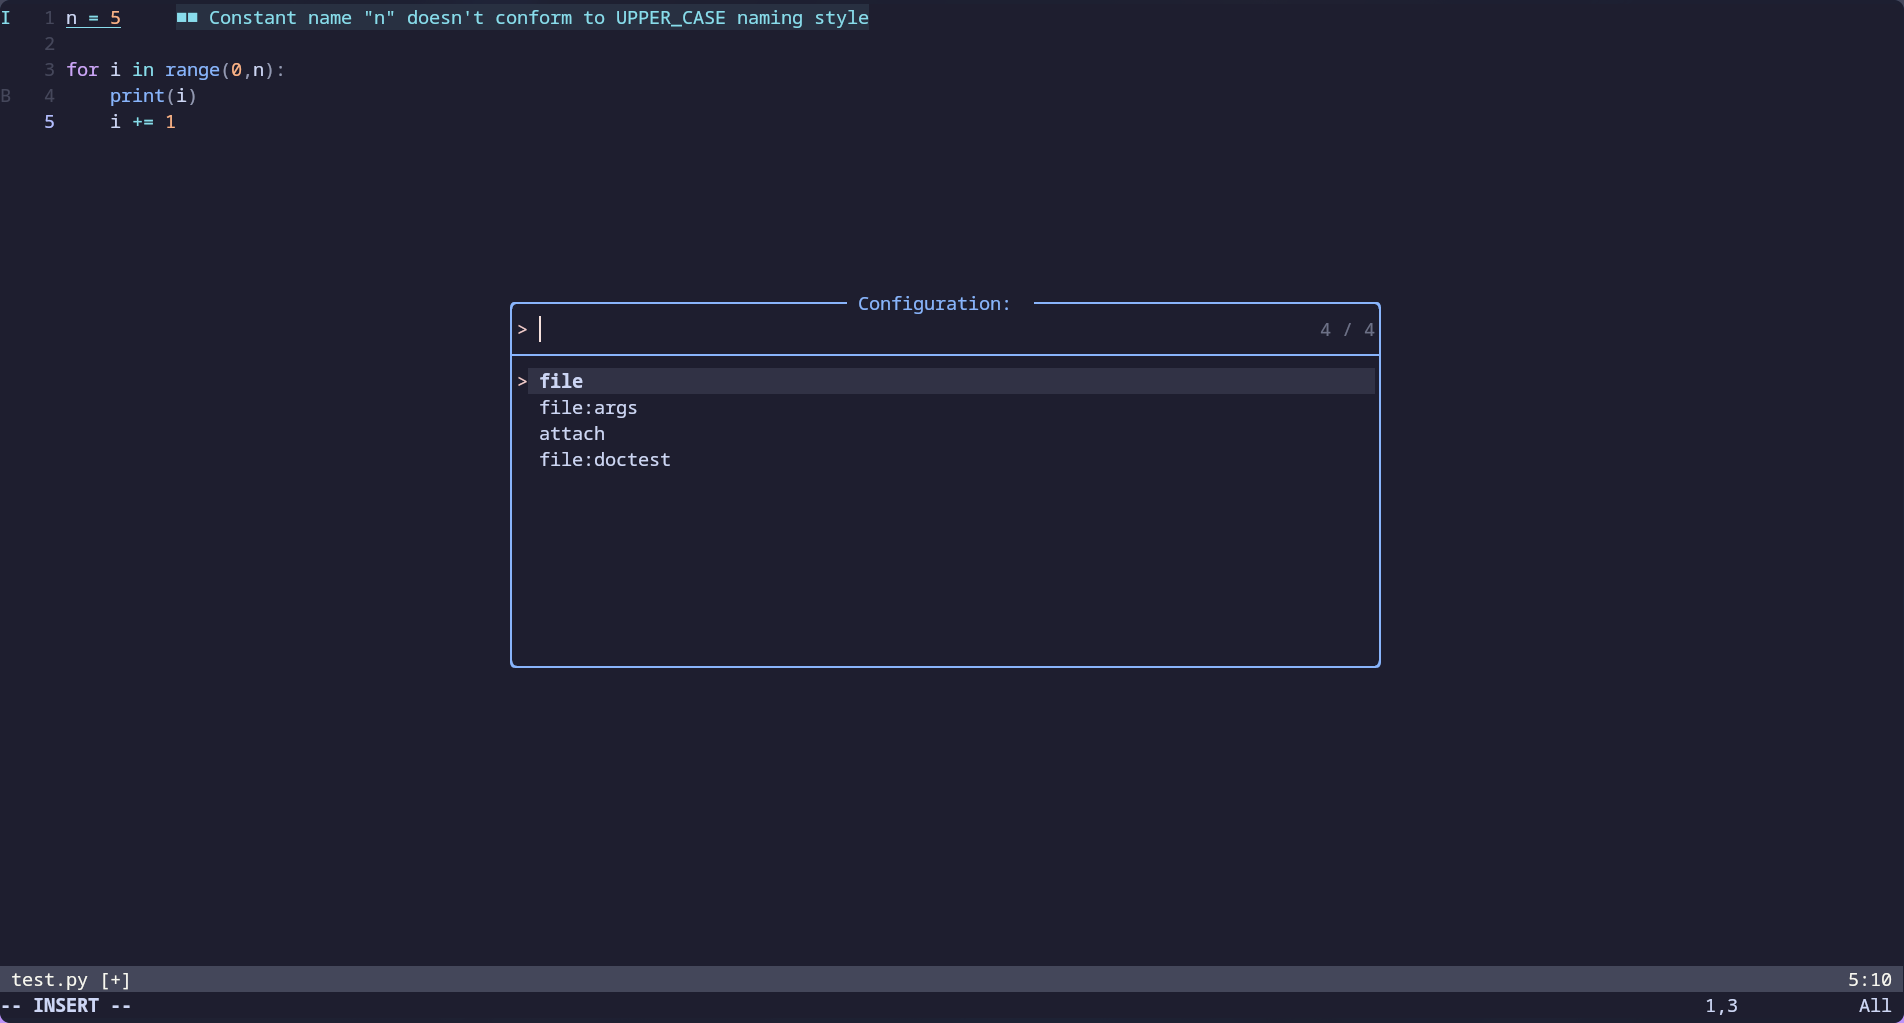 I 1 n = 5 ■■ Constant name "n" doesn't conform to UPPER_CASE naming style
2
3 for i in range(0,n):
B 4 print(i)
5 i += 1
Configuration:
> 4 / 4
> file
file:args
attach
file:doctest
test.py [+] 5:10
-- INSERT -- 1,3 All